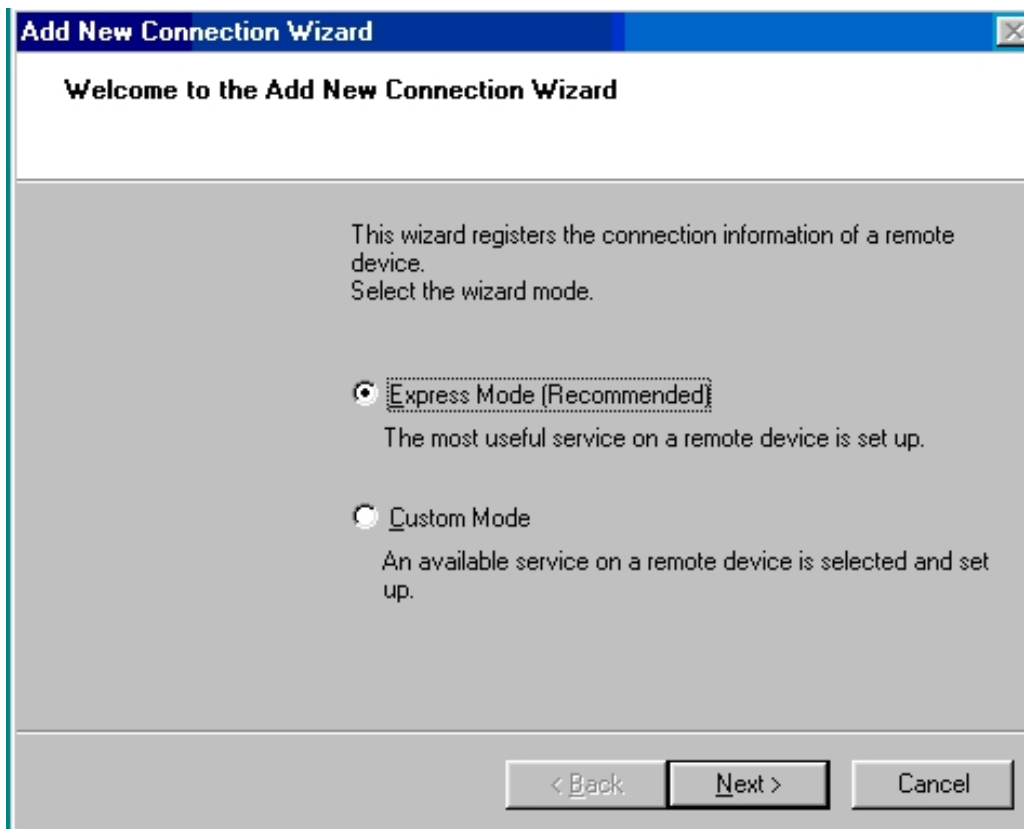 Add New Connection Wizard
Welcome to the Add New Connection Wizard
This wizard registers the connection information of a remote
device.
Select the wizard mode.
Express Mode (Recommended)
The most useful service on a remote device is set up.
Custom Mode
An available service on a remote device is selected and set
up.
< Back
Next >
Cancel